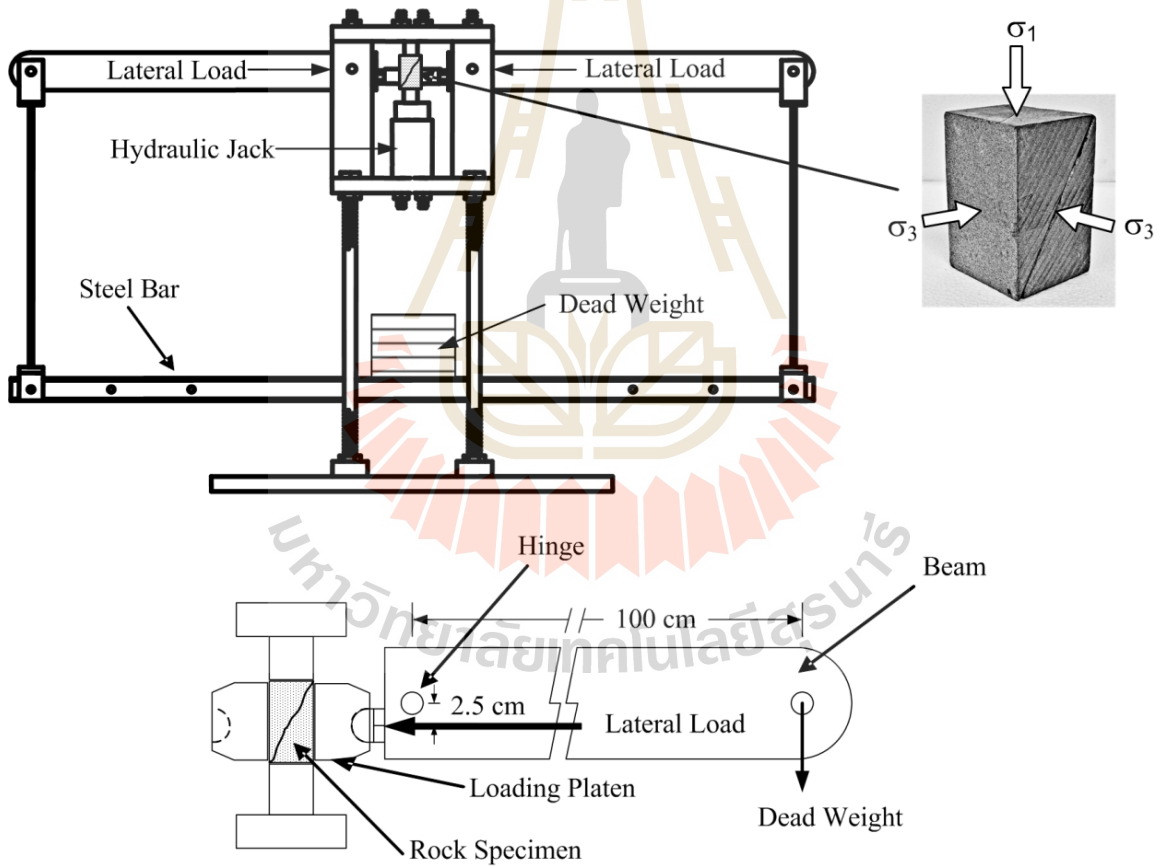 σ1
Lateral Load
Lateral Load
Hydraulic Jack
σ3
σ3
Steel Bar
Dead Weight
Hinge
Beam
100 cm
มหาวิทยาลัยเทคโนโลยีสุรนารี
2.5 cm
Lateral Load
Loading Platen
Dead Weight
Rock Specimen